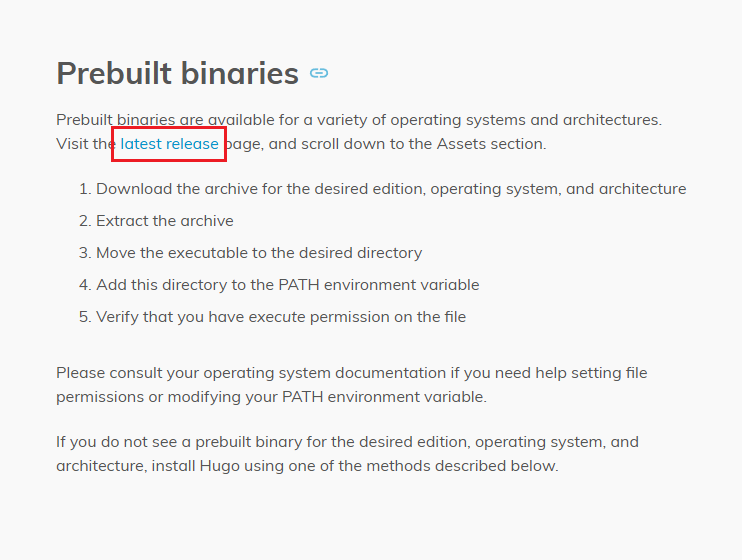 Prebuilt binaries
Prebuilt binaries are available for a variety of operating systems and architectures.
Visit the latest release page, and scroll down to the Assets section.
1. Download the archive for the desired edition, operating system, and architecture
2. Extract the archive
3. Move the executable to the desired directory
4. Add this directory to the PATH environment variable
5. Verify that you have execute permission on the file
Please consult your operating system documentation if you need help setting file
permissions or modifying your PATH environment variable.
If you do not see a prebuilt binary for the desired edition, operating system, and
architecture, install Hugo using one of the methods described below.